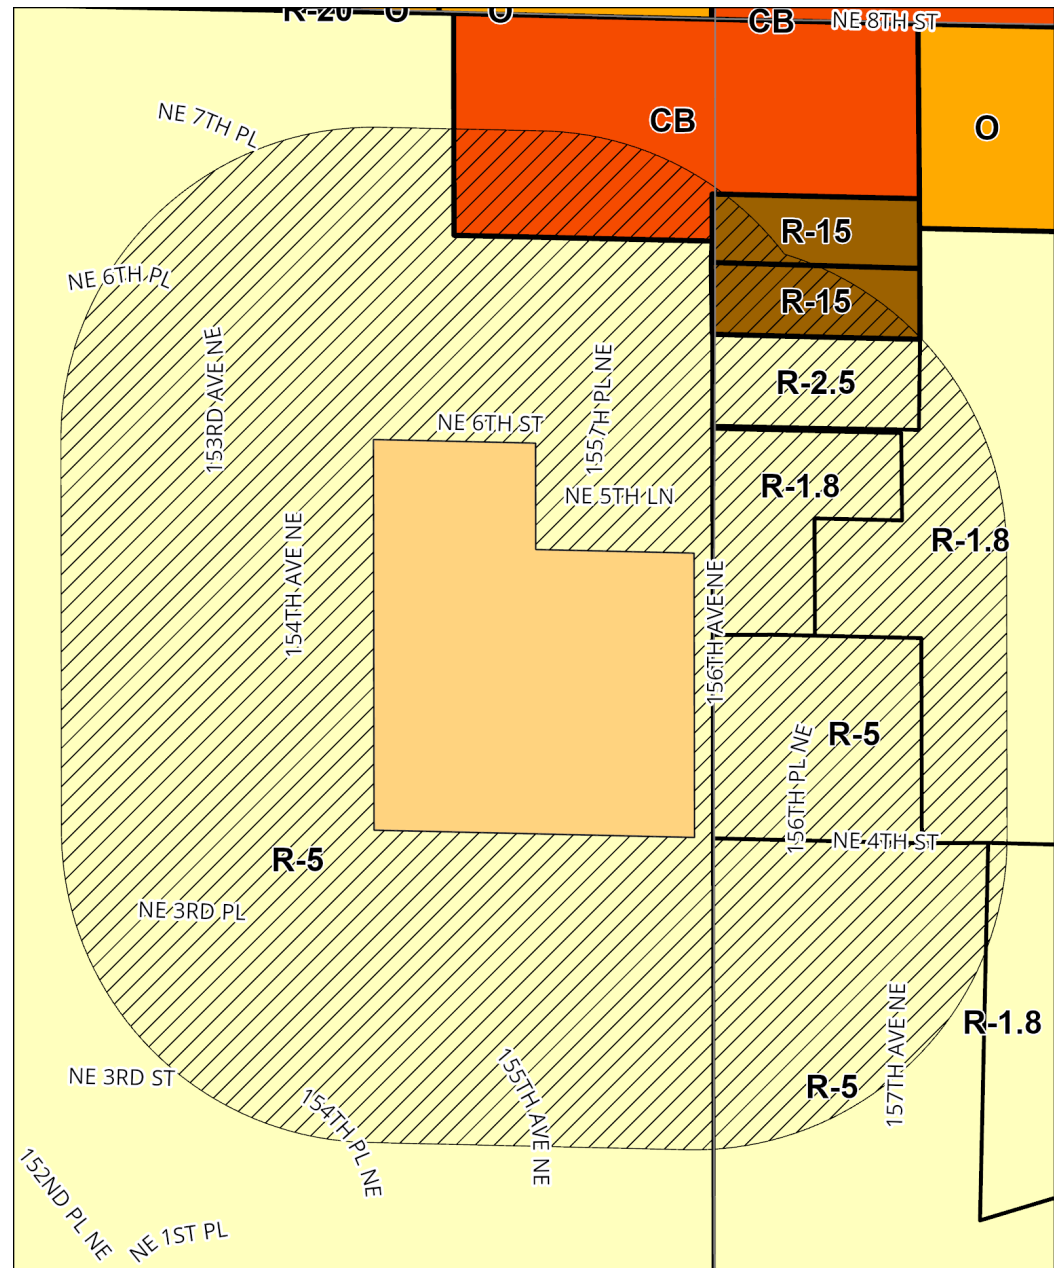 R-20
O
O
CB
NE 8TH ST
NE 7TH PL
CB
O
R-15
NE 6TH PL
R-15
153RD AVE NE
155 7TH PL NE
R-2.5
NE 6TH ST
R-1.8
NE 5TH LN
R-1.8
154TH AVE NE
156TH AVE NE
R-5
156TH PL NE
NE 4TH ST
R-5
NE 3RD PL
R-1.8
157TH AVE NE
NE 3RD ST
R-5
154TH PL NE
155TH AVE NE
152ND PL NE
NE 1ST PL